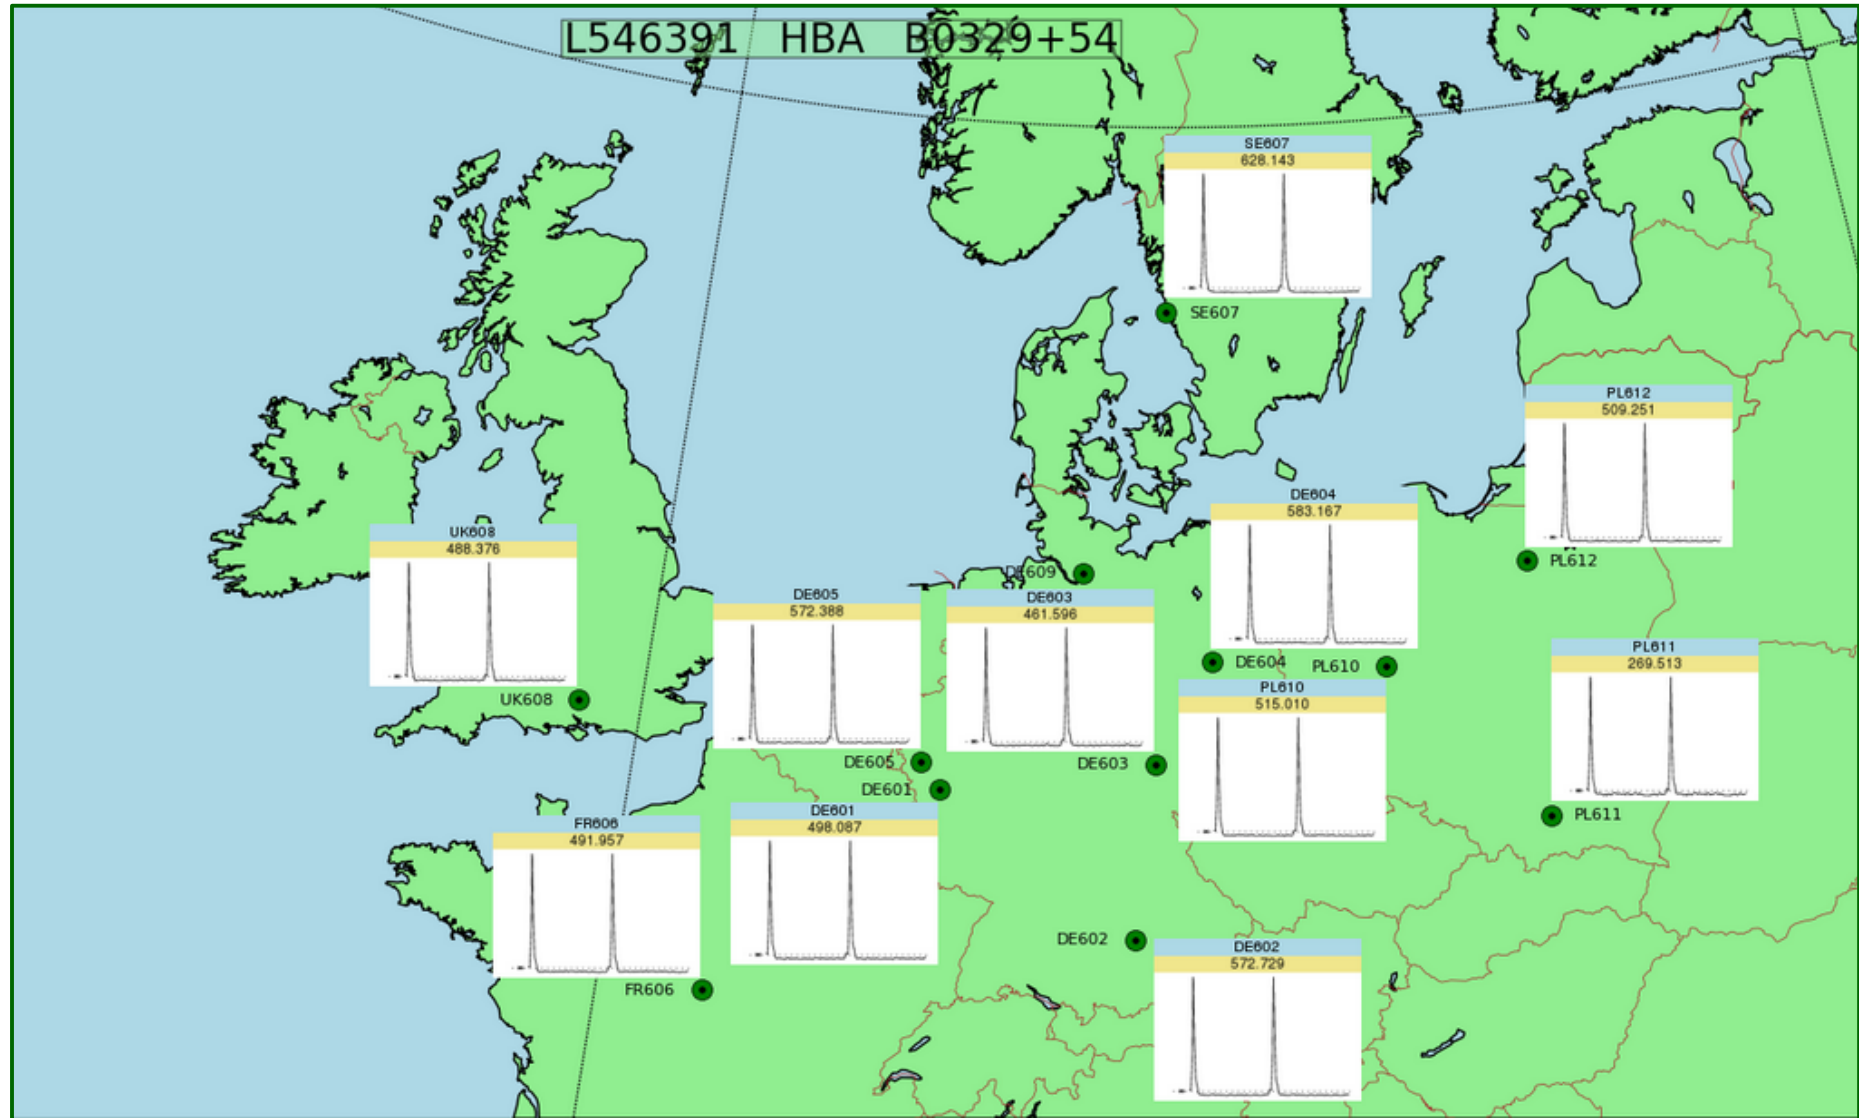 L546391 HBA B0329+54
SE607
628.143
SE607
PL612
509.251
PL612
DE604
583.167
DE604
PL610
UK608
488.376
UK608
DE609
DE605
572.388
DE605
DE603
461.596
DE603
PL610
515.010
PL611
269.513
PL611
DE601
DE601
498.087
FR606
491.957
FR606
DE602
DE602
572.729